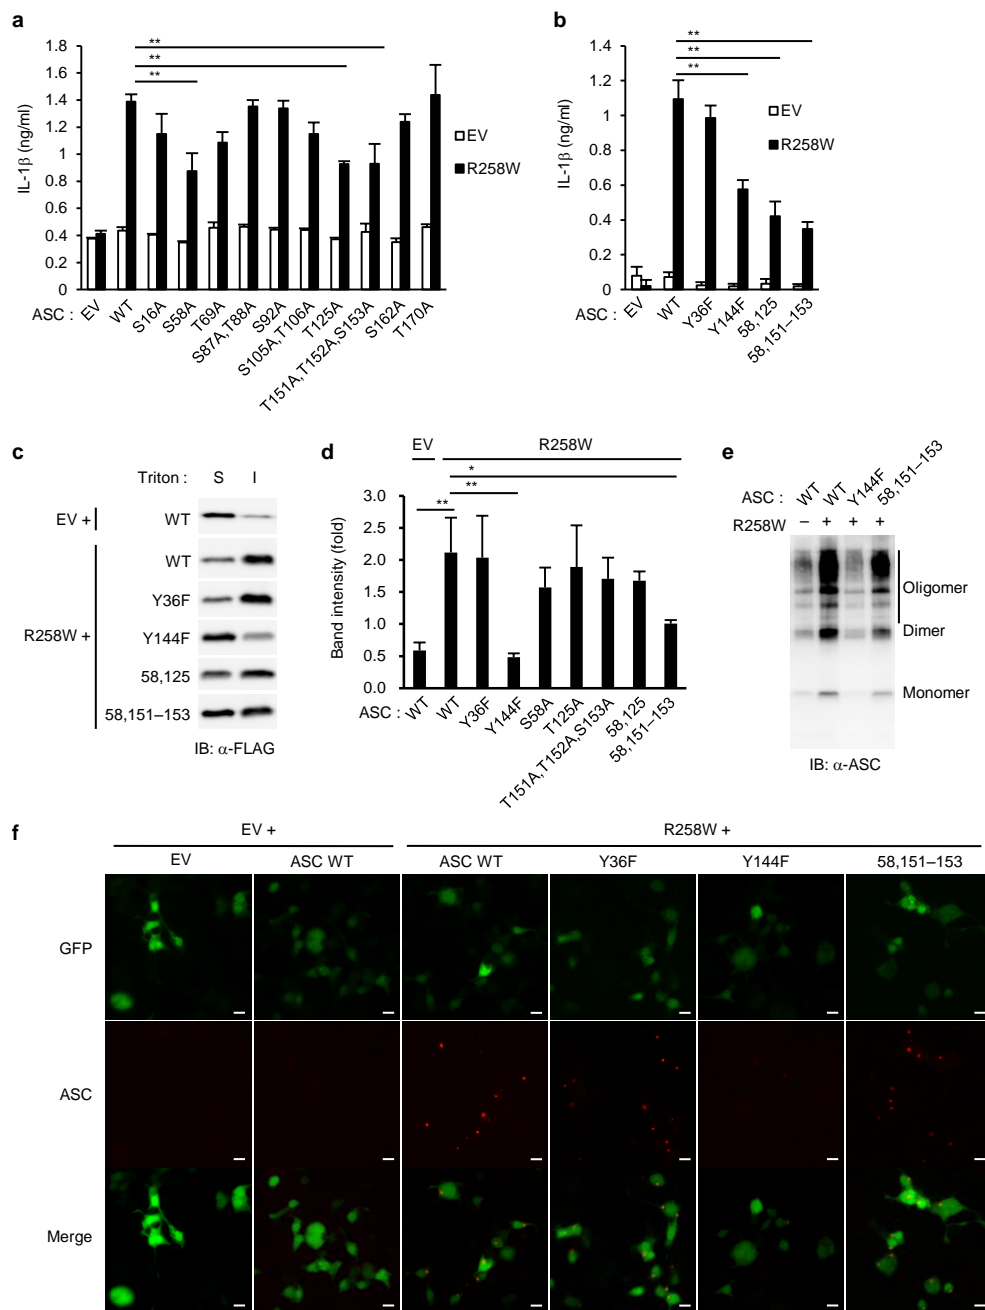 a
**
**
**
1.8
1.6
1.4
1.2
1
0.8
0.6
0.4
0.2
0
IL-1β (ng/ml)
EV
R258W
ASC : EV WT S16A S58A T69A S87A,T88A S92A S105A,T106A T125A T151A,T152A,S153A S162A T170A
b
**
**
**
1.4
1.2
1
0.8
0.6
0.4
0.2
0
IL-1β (ng/ml)
EV
R258W
ASC : EV WT Y36F Y144F 58,125 58,151–153
c
Triton : S I
EV + WT
R258W +
WT
Y36F
Y144F
58,125
58,151–153
IB: α-FLAG
d
EV R258W
*
**
**
3.0
2.5
2.0
1.5
1.0
0.5
0.0
Band intensity (fold)
ASC : WT WT Y36F Y144F S58A T125A T151A,T152A,S153A 58,125 58,151–153
e
ASC : WT WT Y144F 58,151–153
R258W – + + +
Oligomer
Dimer
Monomer
IB: α-ASC
f
EV + R258W +
EV ASC WT ASC WT Y36F Y144F 58,151–153
GFP
ASC
Merge